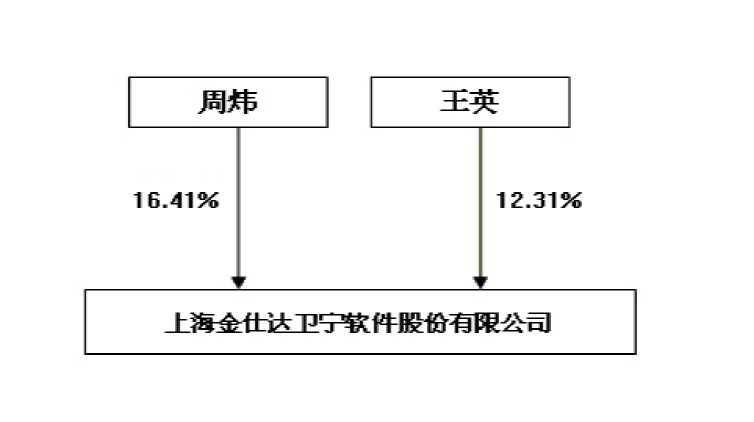 周炜
王英
16.41%
12.31%
上海金仕达卫宁软件股份有限公司